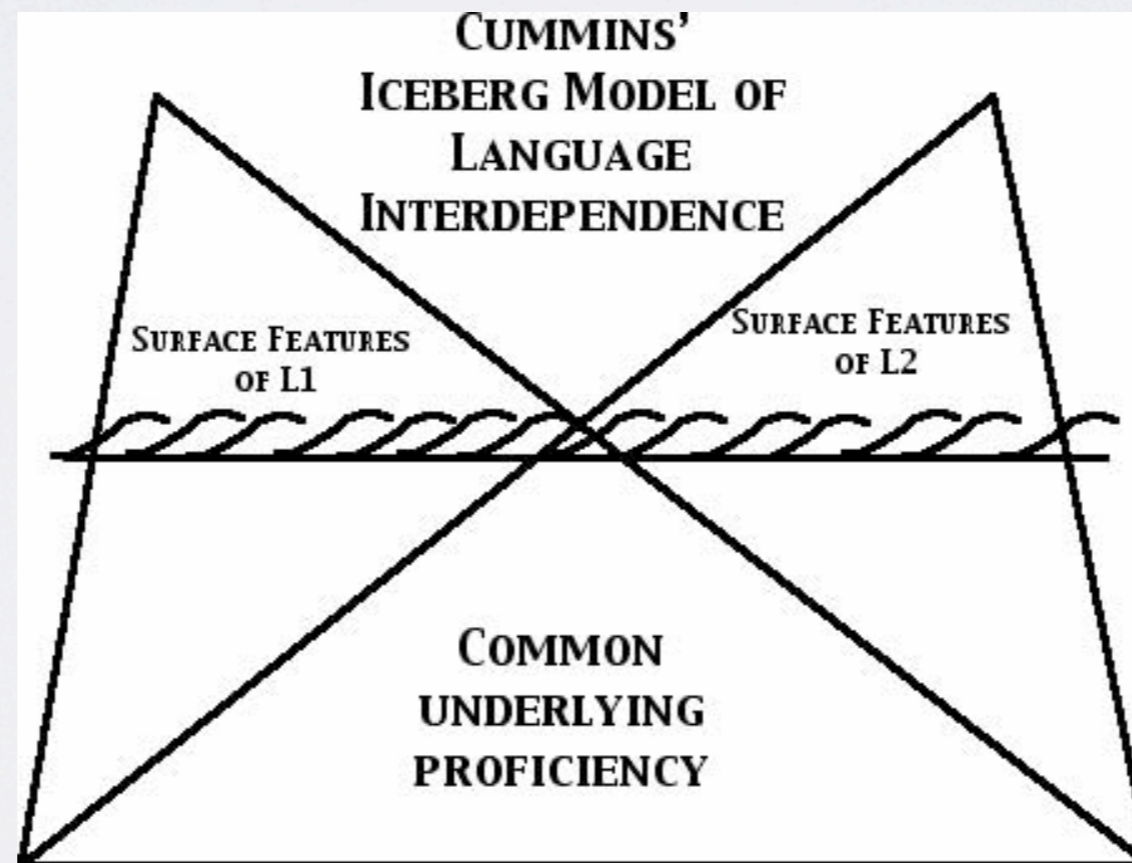 CUMMINS'
ICEBERG MODEL OF
LANGUAGE
INTERDEPENDENCE
SURFACE FEATURES
OF L1
SURFACE FEATURES
OF L2
COMMON
UNDERLYING
PROFICIENCY